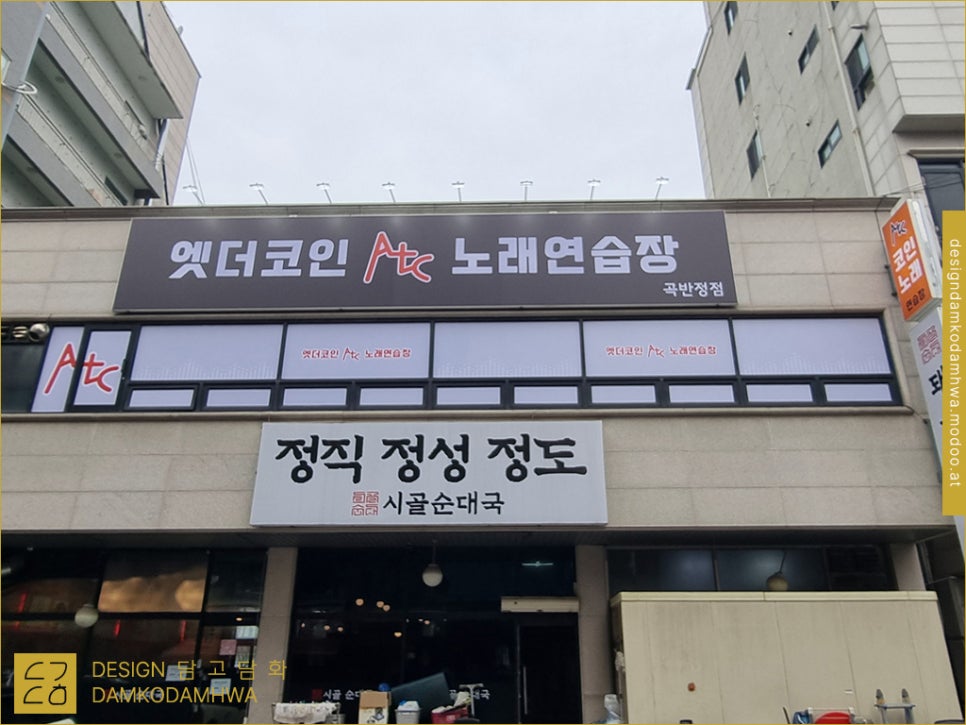 엣더코인 Atc 노래연습장
곡반정점
Atc
코인
노래
연습장
Atc
엣더코인 Atc 노래연습장
엣더코인 Atc 노래연습장
정직 정성 정도
시골순대국
돼
designdamkodamhwa.modoo.at
DESIGN 담고담화
DAMKODAMHWA